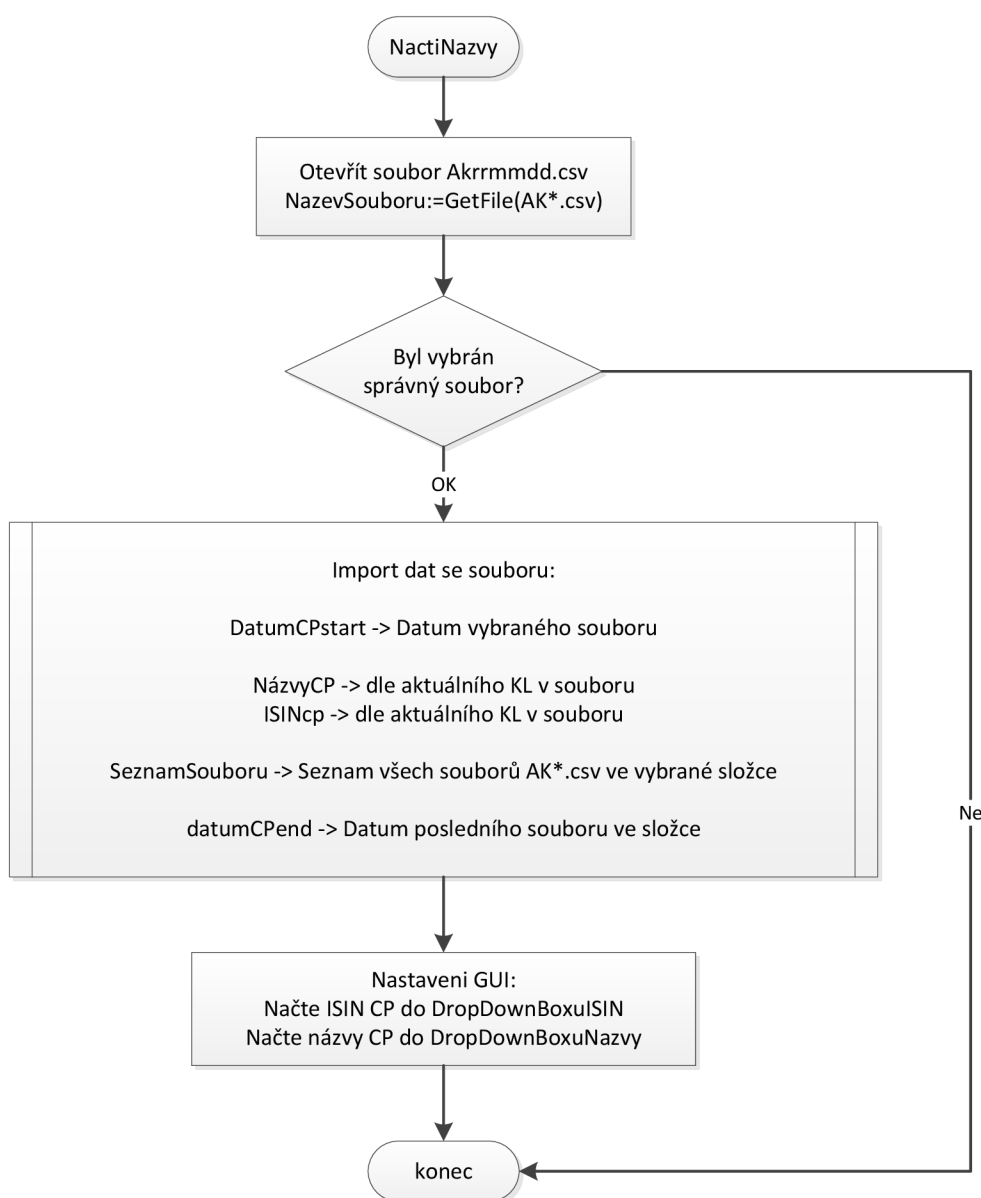 NactiNazvy
Otevřít soubor Akrrmmdd.csv
NazevSouboru:=GetFile(AK*.csv)
Byl vybrán
správný soubor?
OK
Import dat se souboru:
DatumCPstart -> Datum vybraného souboru
NázvyCP -> dle aktuálního KL v souboru
ISINcp -> dle aktuálního KL v souboru
SeznamSouboru -> Seznam všech souborů AK*.csv ve vybrané složce
datumCPend -> Datum posledního souboru ve složce
Ne
Nastaveni GUI:
Načte ISIN CP do DropDownBoxuISIN
Načte názvy CP do DropDownBoxuNazvy
konec